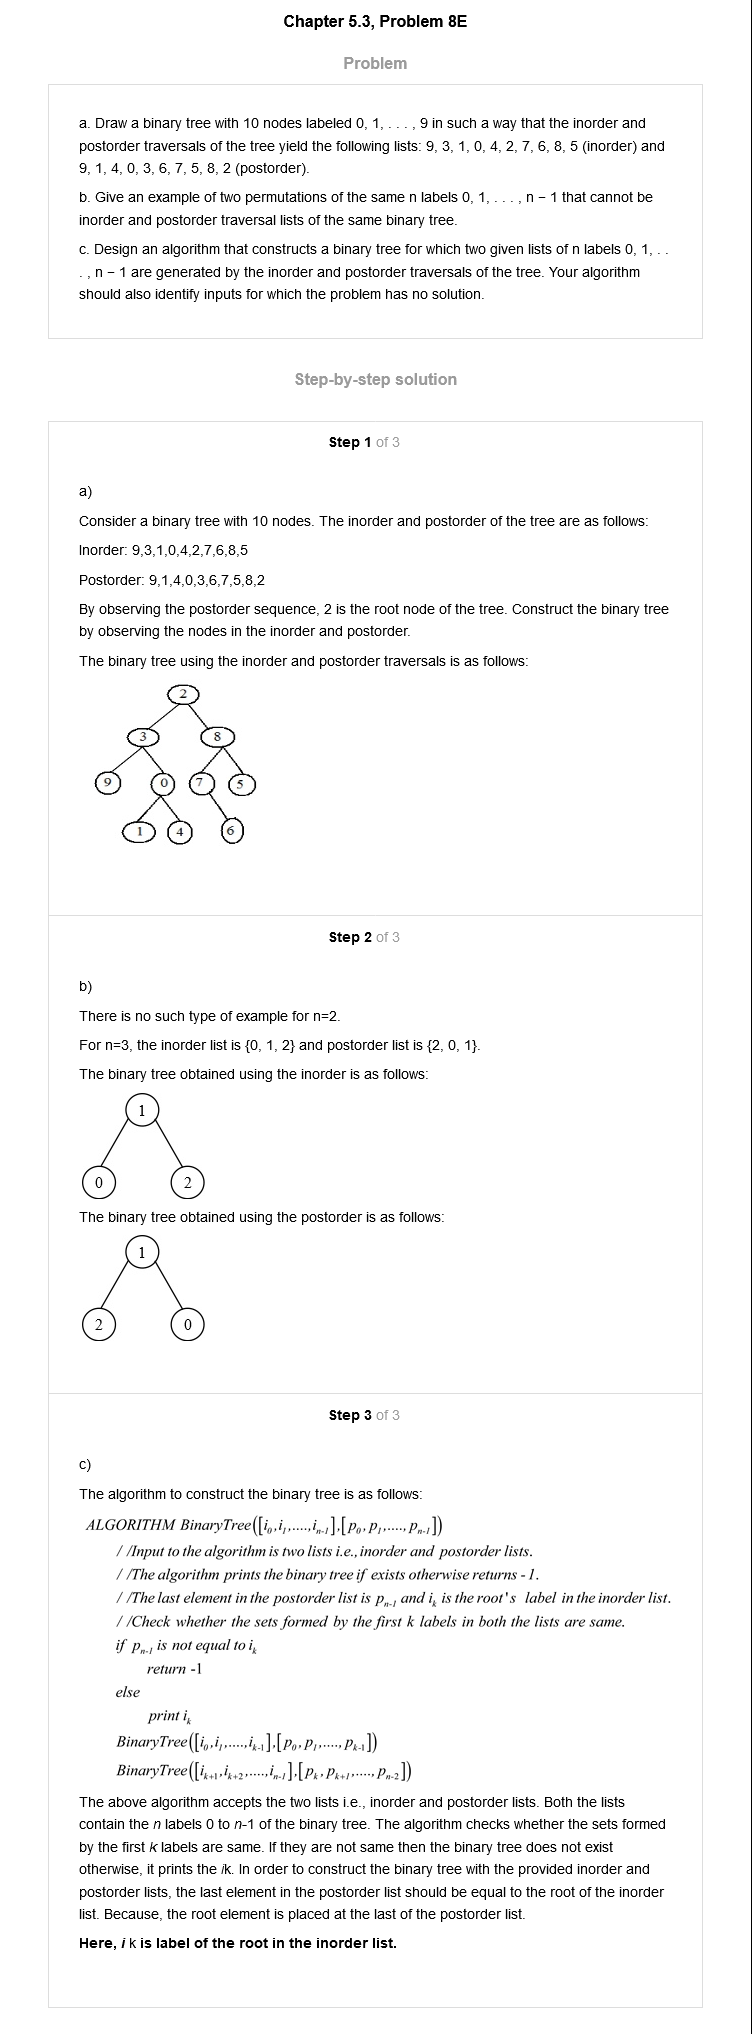 Chapter 5.3, Problem 8E
Problem
a. Draw a binary tree with 10 nodes labeled 0, 1, . . . , 9 in such a way that the inorder and
postorder traversals of the tree yield the following lists: 9, 3, 1, 0, 4, 2, 7, 6, 8, 5 (inorder) and
9, 1, 4, 0, 3, 6, 7, 5, 8, 2 (postorder).
b. Give an example of two permutations of the same n labels 0, 1, . . . , n − 1 that cannot be
inorder and postorder traversal lists of the same binary tree.
c. Design an algorithm that constructs a binary tree for which two given lists of n labels 0, 1, . .
. , n − 1 are generated by the inorder and postorder traversals of the tree. Your algorithm
should also identify inputs for which the problem has no solution.
Step-by-step solution
Step 1 of 3
a)
Consider a binary tree with 10 nodes. The inorder and postorder of the tree are as follows:
Inorder: 9,3,1,0,4,2,7,6,8,5
Postorder: 9,1,4,0,3,6,7,5,8,2
By observing the postorder sequence, 2 is the root node of the tree. Construct the binary tree
by observing the nodes in the inorder and postorder.
The binary tree using the inorder and postorder traversals is as follows:
2
3 8
9 0 7 5
1 4 6
Step 2 of 3
b)
There is no such type of example for n=2.
For n=3, the inorder list is {0, 1, 2} and postorder list is {2, 0, 1}.
The binary tree obtained using the inorder is as follows:
1
0 2
The binary tree obtained using the postorder is as follows:
1
2 0
Step 3 of 3
c)
The algorithm to construct the binary tree is as follows:
ALGORITHM BinaryTree([i₀,i₁,....,iₙ₋₁],[p₀,p₁,....,pₙ₋₁])
/ /Input to the algorithm is two lists i.e., inorder and postorder lists.
/ /The algorithm prints the binary tree if exists otherwise returns -1.
/ /The last element in the postorder list is pₙ₋₁ and iₖ is the root's label in the inorder list.
/ /Check whether the sets formed by the first k labels in both the lists are same.
if pₙ₋₁ is not equal to iₖ
return -1
else
print iₖ
BinaryTree([i₀,i₁,....,iₖ₋₁],[p₀,p₁,....,pₖ₋₁])
BinaryTree([iₖ₊₁,iₖ₊₂,....,iₙ₋₁],[pₖ,pₖ₊₁,....,pₙ₋₂])
The above algorithm accepts the two lists i.e., inorder and postorder lists. Both the lists
contain the n labels 0 to n-1 of the binary tree. The algorithm checks whether the sets formed
by the first k labels are same. If they are not same then the binary tree does not exist
otherwise, it prints the ik. In order to construct the binary tree with the provided inorder and
postorder lists, the last element in the postorder list should be equal to the root of the inorder
list. Because, the root element is placed at the last of the postorder list.
Here, i k is label of the root in the inorder list.